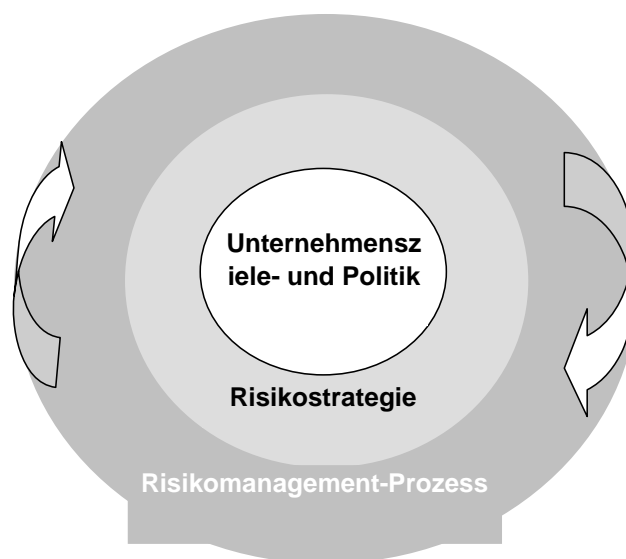 Unternehmensz
iele- und Politik
Risikostrategie
Risikomanagement-Prozess